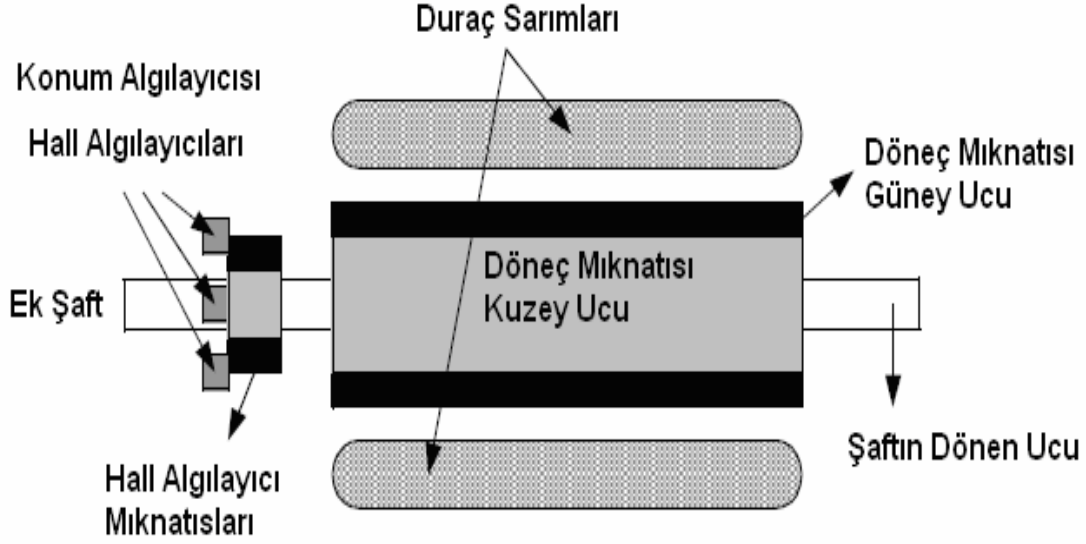 Duraç Sarımları
Konum Algılayıcısı
Hall Algılayıcıları
Döneç Mıknatısı
Güney Ucu
Döneç Mıknatısı
Kuzey Ucu
Ek Şaft
Şaftın Dönen Ucu
Hall Algılayıcı
Mıknatısları